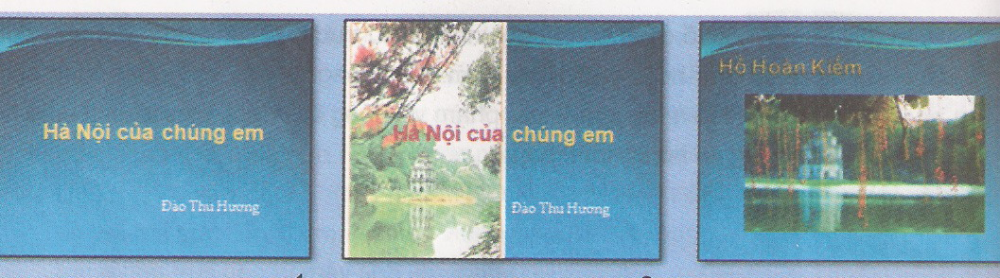 Hà Nội của chúng em
Đào Thu Hương
Hà Nội của chúng em
Đào Thu Hương
Hồ Hoàn Kiếm